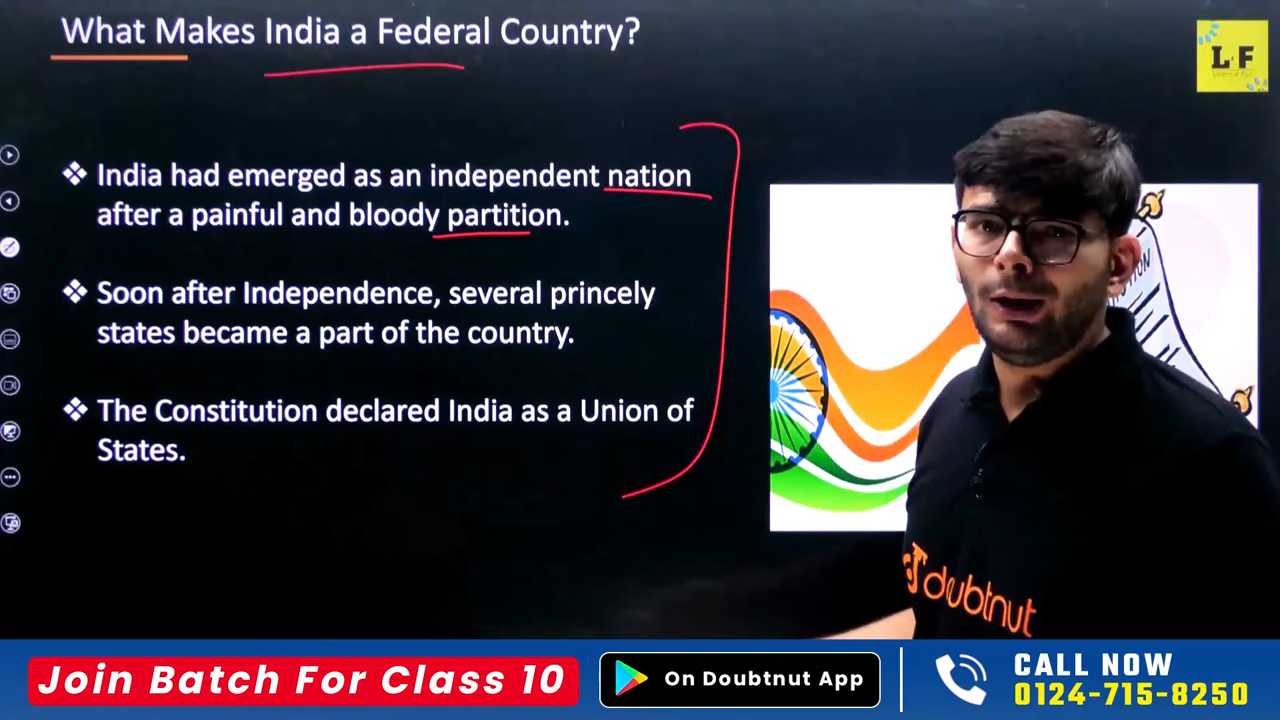 What Makes India a Federal Country?
L F
❖ India had emerged as an independent nation
after a painful and bloody partition.
❖ Soon after Independence, several princely
states became a part of the country.
❖ The Constitution declared India as a Union of
States.
doubtnut
Join Batch For Class 10
On Doubtnut App
CALL NOW
0124-715-8250